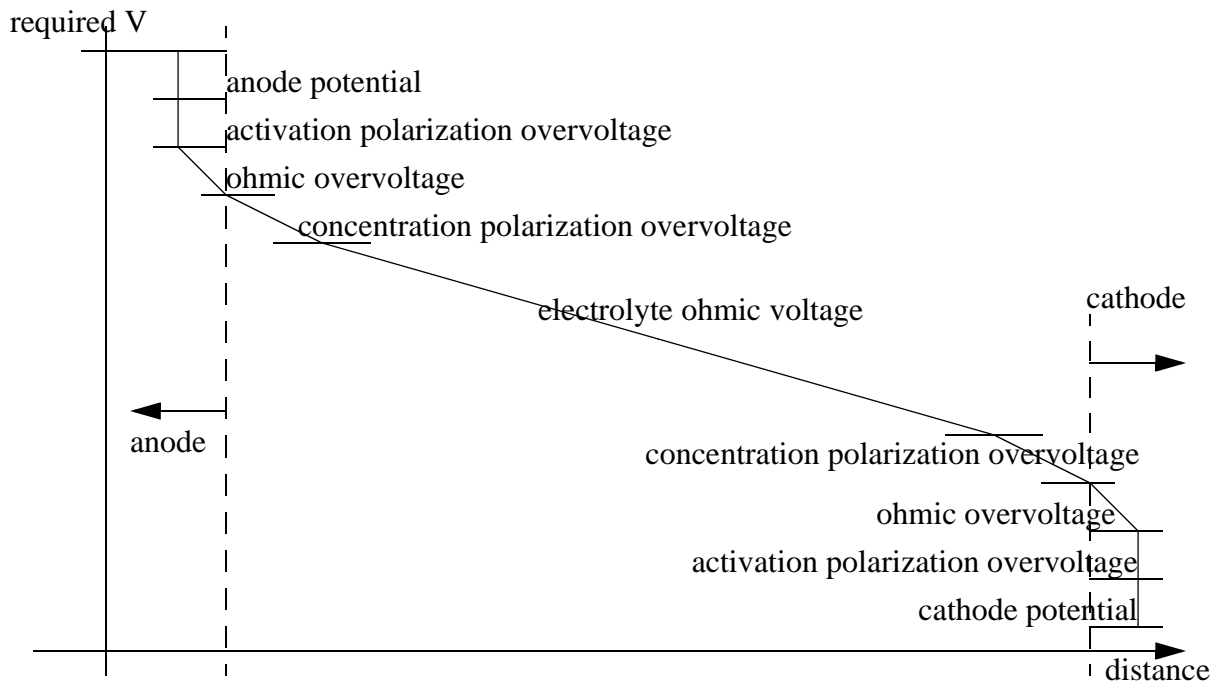 required V
anode potential
activation polarization overvoltage
ohmic overvoltage
concentration polarization overvoltage
cathode
electrolyte ohmic voltage
anode
concentration polarization overvoltage
ohmic overvoltage
activation polarization overvoltage
cathode potential
distance